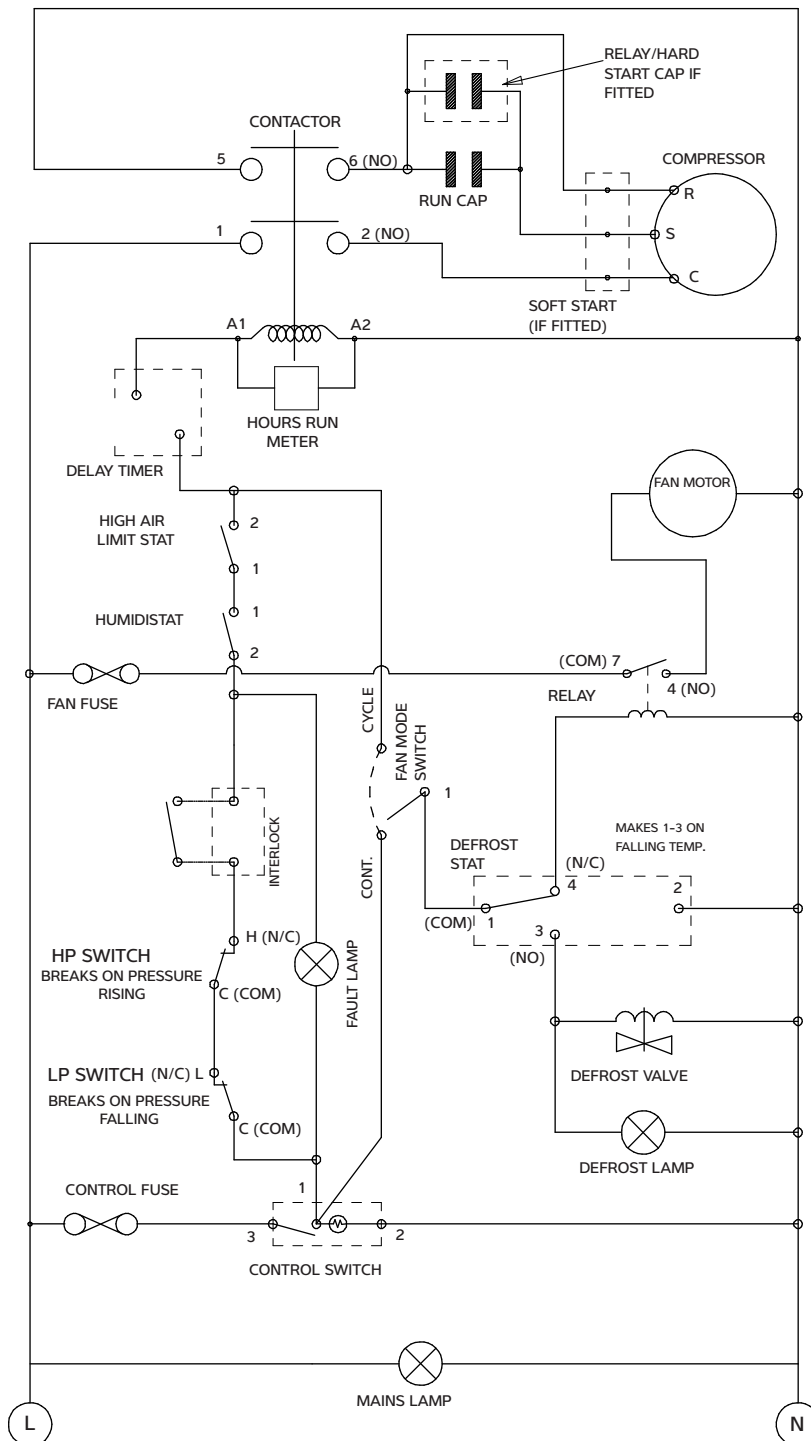 RELAY/HARD
START CAP IF
FITTED
CONTACTOR
5
6 (NO)
RUN CAP
COMPRESSOR
R
S
C
1
2 (NO)
SOFT START
(IF FITTED)
A1
A2
HOURS RUN
METER
DELAY TIMER
FAN MOTOR
HIGH AIR
LIMIT STAT
2
1
HUMIDISTAT
1
2
(COM) 7
4 (NO)
FAN FUSE
RELAY
CYCLE
FAN MODE
SWITCH
1
CONT.
INTERLOCK
DEFROST
STAT
MAKES 1-3 ON
FALLING TEMP.
(N/C)
4
2
(COM)
1
3
(NO)
HP SWITCH
BREAKS ON PRESSURE
RISING
H (N/C)
C (COM)
FAULT LAMP
LP SWITCH (N/C) L
BREAKS ON PRESSURE
FALLING
C (COM)
DEFROST VALVE
DEFROST LAMP
CONTROL FUSE
1
3
2
CONTROL SWITCH
MAINS LAMP
L
N